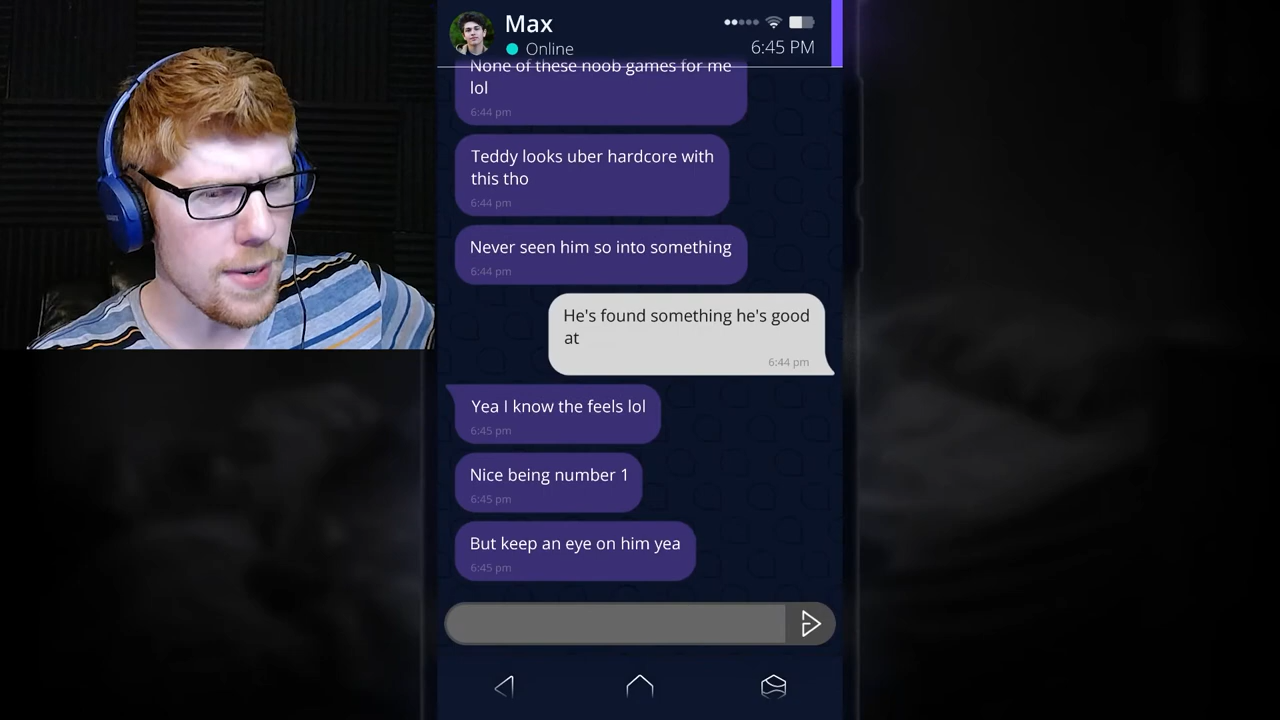 Max
Online
6:45 PM
None of these noob games for me
lol
6:44 pm
Teddy looks uber hardcore with
this tho
6:44 pm
Never seen him so into something
6:44 pm
He's found something he's good
at
6:44 pm
Yea I know the feels lol
6:45 pm
Nice being number 1
6:45 pm
But keep an eye on him yea
6:45 pm